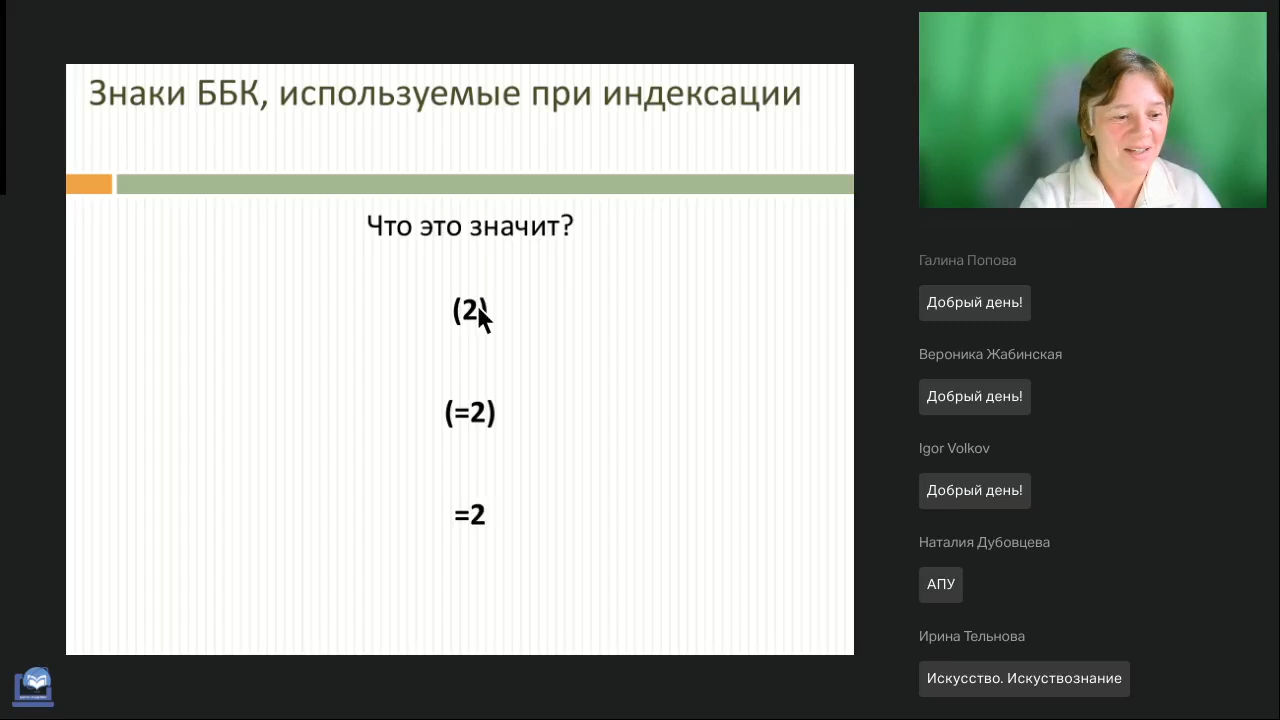 Знаки ББК, используемые при индексации
Что это значит?
(2)
(=2)
=2
Галина Попова
Добрый день!
Вероника Жабинская
Добрый день!
Igor Volkov
Добрый день!
Наталия Дубовцева
АПУ
Ирина Тельнова
Искусство. Искуствознание